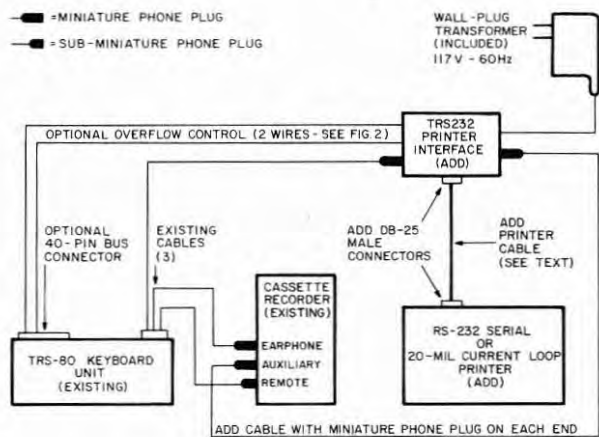 =MINIATURE PHONE PLUG
=SUB-MINIATURE PHONE PLUG
WALL-PLUG
TRANSFORMER
(INCLUDED)
117V-60Hz
OPTIONAL OVERFLOW CONTROL (2 WIRES-SEE FIG.2)
TRS232
PRINTER
INTERFACE
(ADD)
OPTIONAL
40-PIN BUS
CONNECTOR
EXISTING
CABLES
(3)
ADD DB-25
MALE
CONNECTORS
ADD
PRINTER
CABLE
(SEE TEXT)
CASSETTE
RECORDER
(EXISTING)
EARPHONE
AUXILIARY
REMOTE
TRS-80 KEYBOARD
UNIT
(EXISTING)
RS-232 SERIAL
OR
20-MIL CURRENT LOOP
PRINTER
(ADD)
ADD CABLE WITH MINIATURE PHONE PLUG ON EACH END